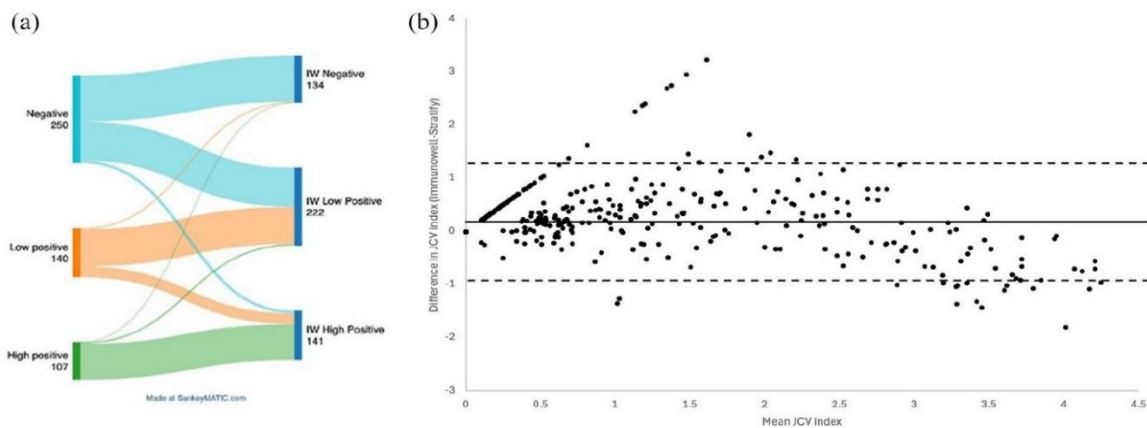 (a)
Negative
250
Low positive
140
High positive
107
IW Negative
134
IW Low Positive
222
IW High Positive
141
Made at SankeyMATIC.com
(b)
Difference in JCV index (Immunowell-Stratify)
4
3
2
1
0
-1
-2
-3
0
0.5
1
1.5
2
2.5
3
3.5
4
4.5
Mean JCV index